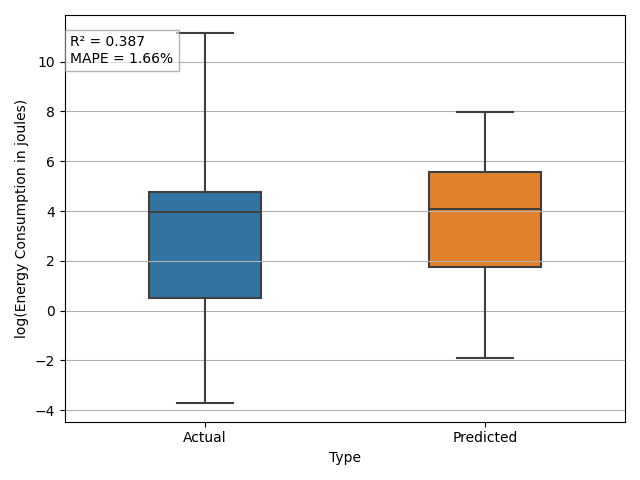 R² = 0.387
MAPE = 1.66%
log(Energy Consumption in joules)
10
8
6
4
2
0
−2
−4
Actual
Predicted
Type